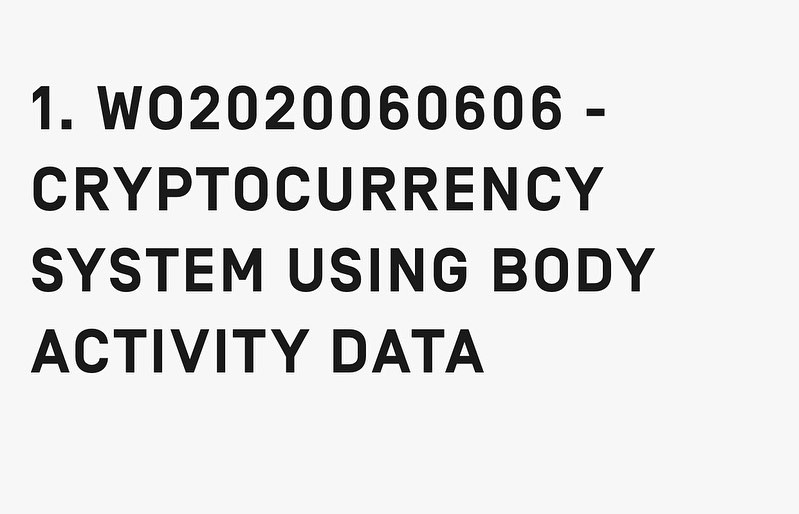 1. WO2020060606 -
CRYPTOCURRENCY
SYSTEM USING BODY
ACTIVITY DATA